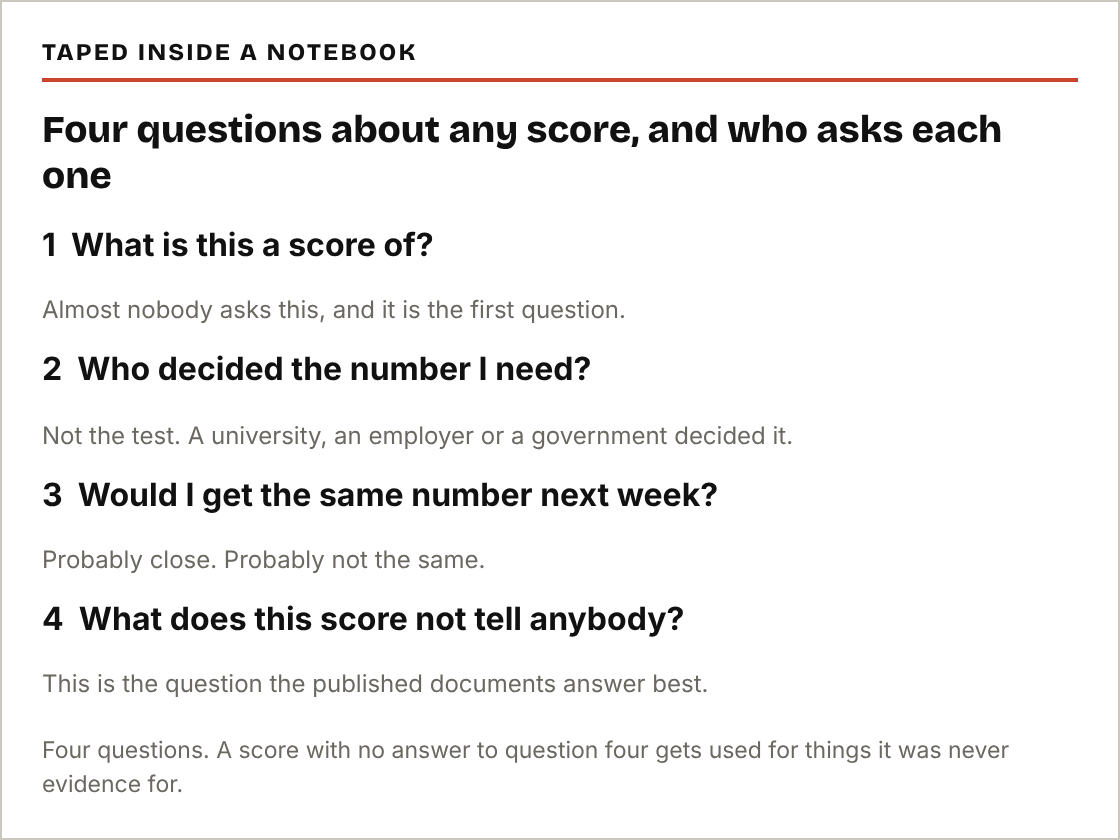 TAPED INSIDE A NOTEBOOK
Four questions about any score, and who asks each
one
1 What is this a score of?
Almost nobody asks this, and it is the first question.
2 Who decided the number I need?
Not the test. A university, an employer or a government decided it.
3 Would I get the same number next week?
Probably close. Probably not the same.
4 What does this score not tell anybody?
This is the question the published documents answer best.
Four questions. A score with no answer to question four gets used for things it was never
evidence for.